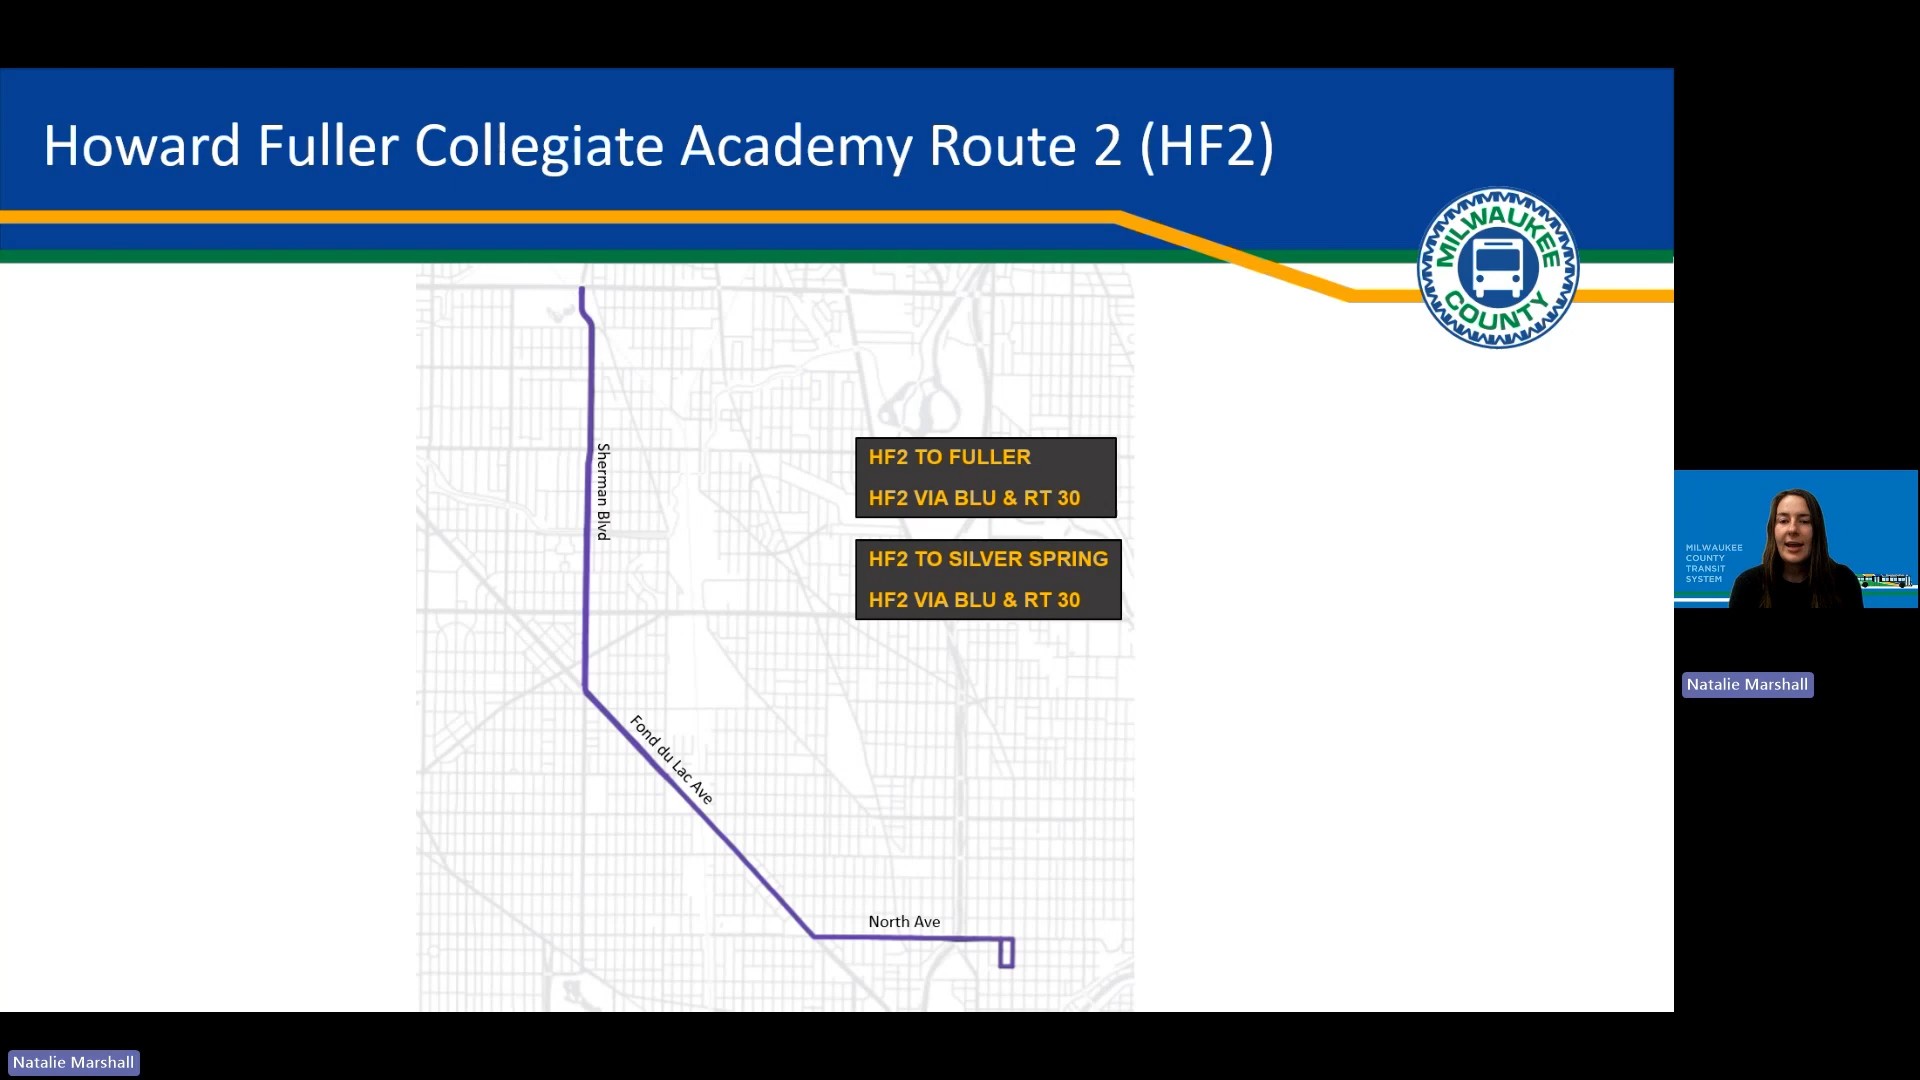 Howard Fuller Collegiate Academy Route 2 (HF2)
MILWAUKEE
COUNTY
Sherman Blvd
HF2 TO FULLER
HF2 VIA BLU & RT 30
HF2 TO SILVER SPRING
HF2 VIA BLU & RT 30
Fond du Lac Ave
North Ave
MILWAUKEE
COUNTY
TRANSIT
SYSTEM
Natalie Marshall
Natalie Marshall